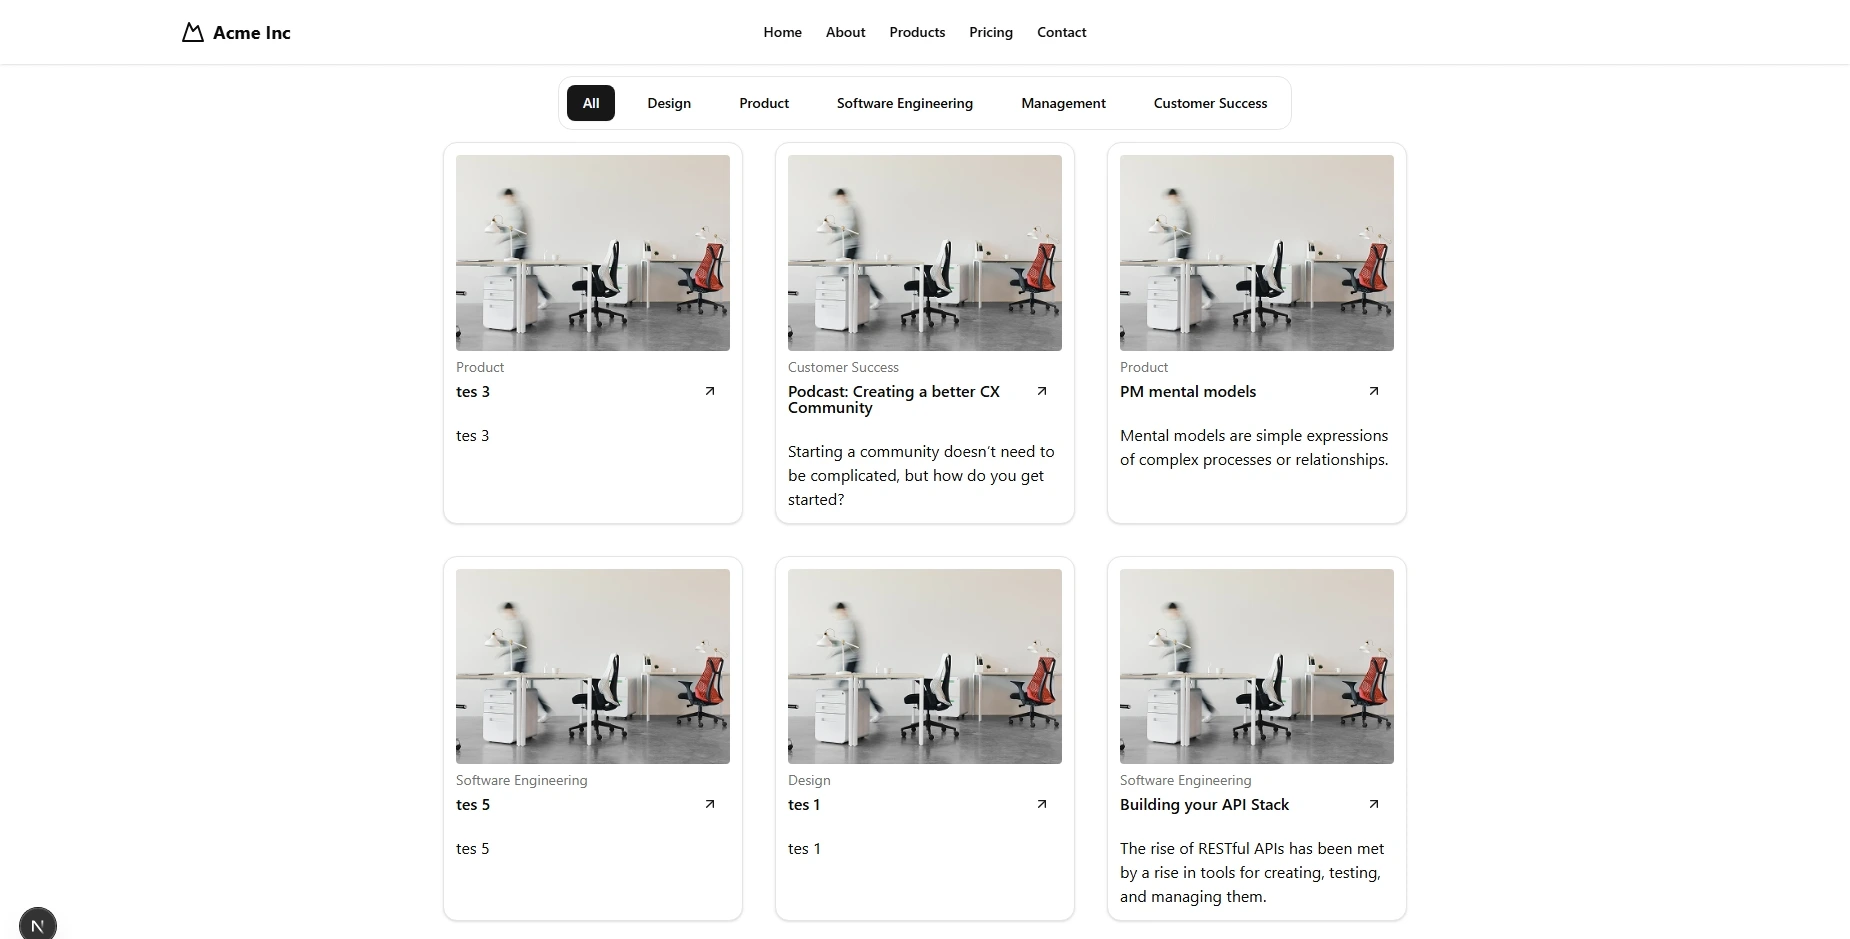 Acme Inc
Home
About
Products
Pricing
Contact
All
Design
Product
Software Engineering
Management
Customer Success
Product
tes 3
tes 3
Customer Success
Podcast: Creating a better CX
Community
Starting a community doesn’t need to
be complicated, but how do you get
started?
Product
PM mental models
Mental models are simple expressions
of complex processes or relationships.
Software Engineering
tes 5
tes 5
Design
tes 1
tes 1
Software Engineering
Building your API Stack
The rise of RESTful APIs has been met
by a rise in tools for creating, testing,
and managing them.
N